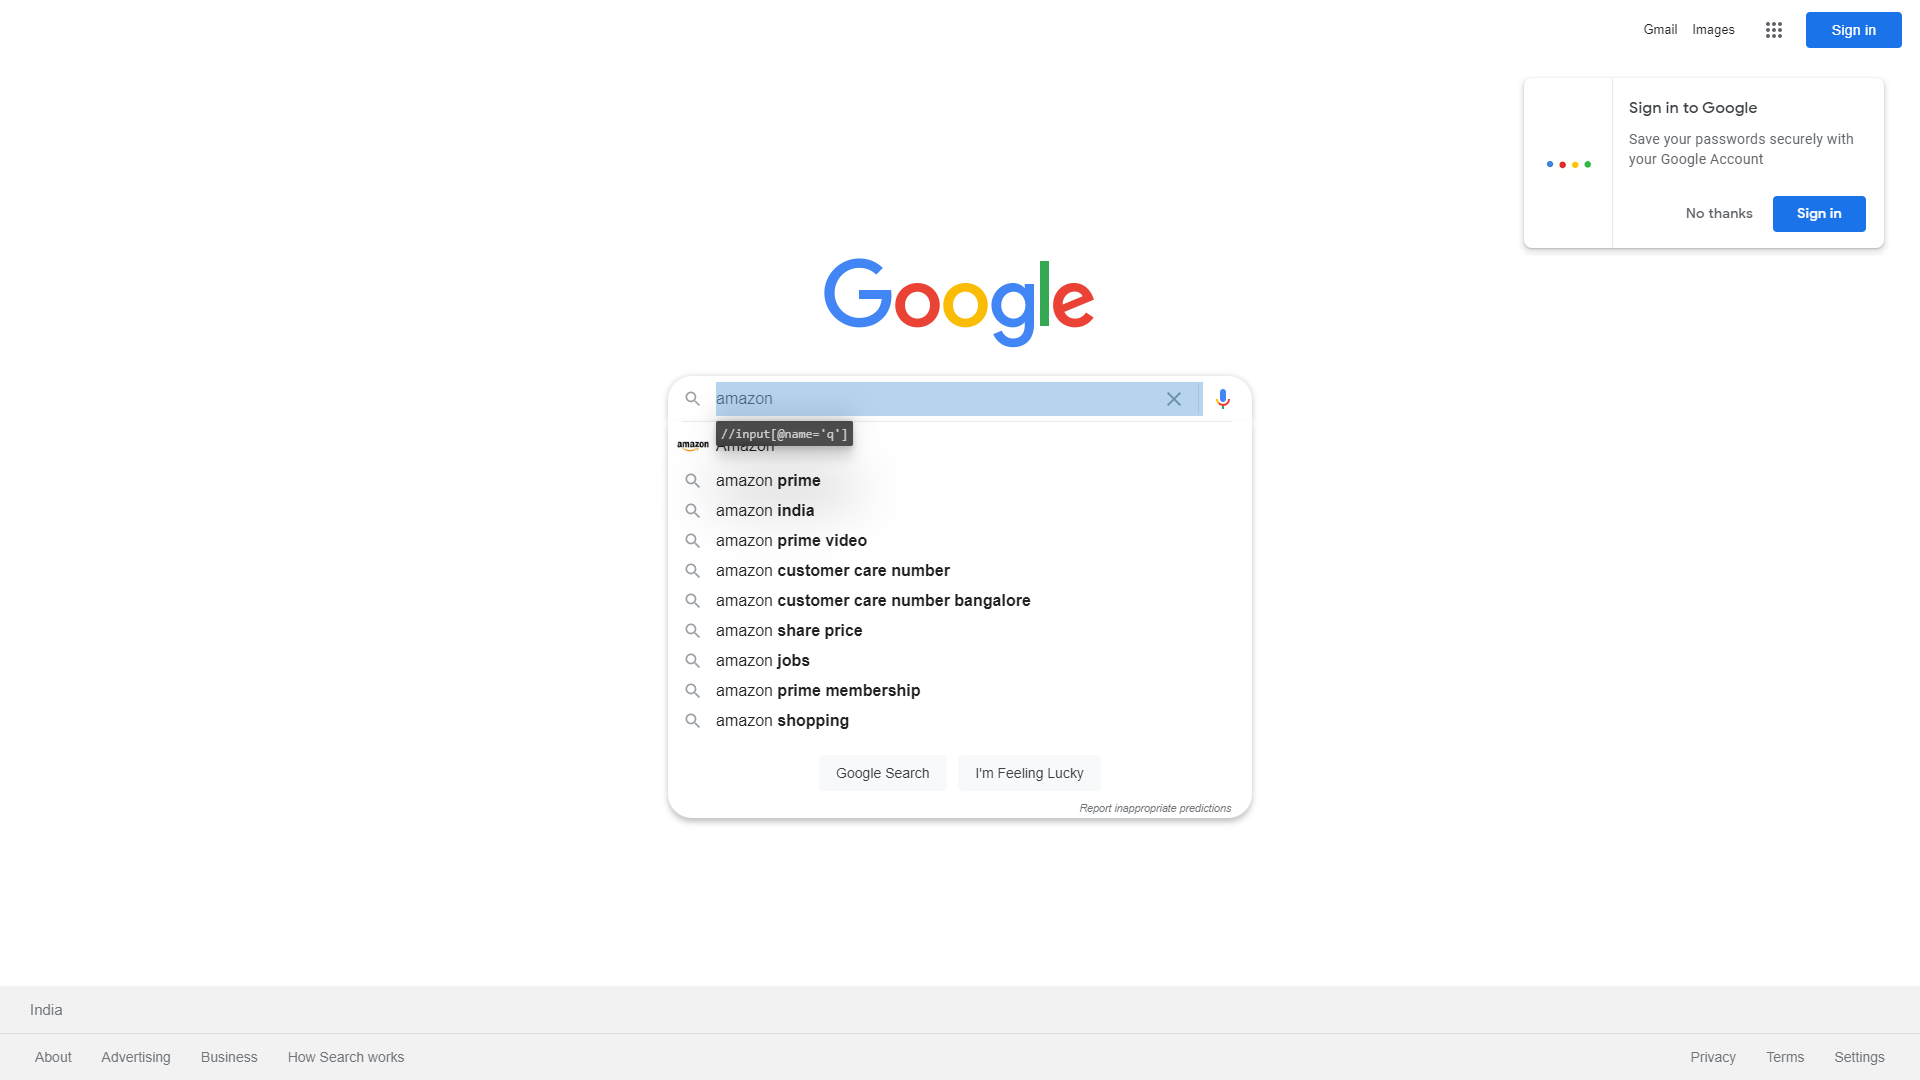 Gmail Images Sign in
Sign in to Google
Save your passwords securely with
your Google Account
No thanks Sign in
Google
amazon
//input[@name='q']
amazon Amazon
amazon prime
amazon india
amazon prime video
amazon customer care number
amazon customer care number bangalore
amazon share price
amazon jobs
amazon prime membership
amazon shopping
Google Search I'm Feeling Lucky
Report inappropriate predictions
India
About Advertising Business How Search works Privacy Terms Settings